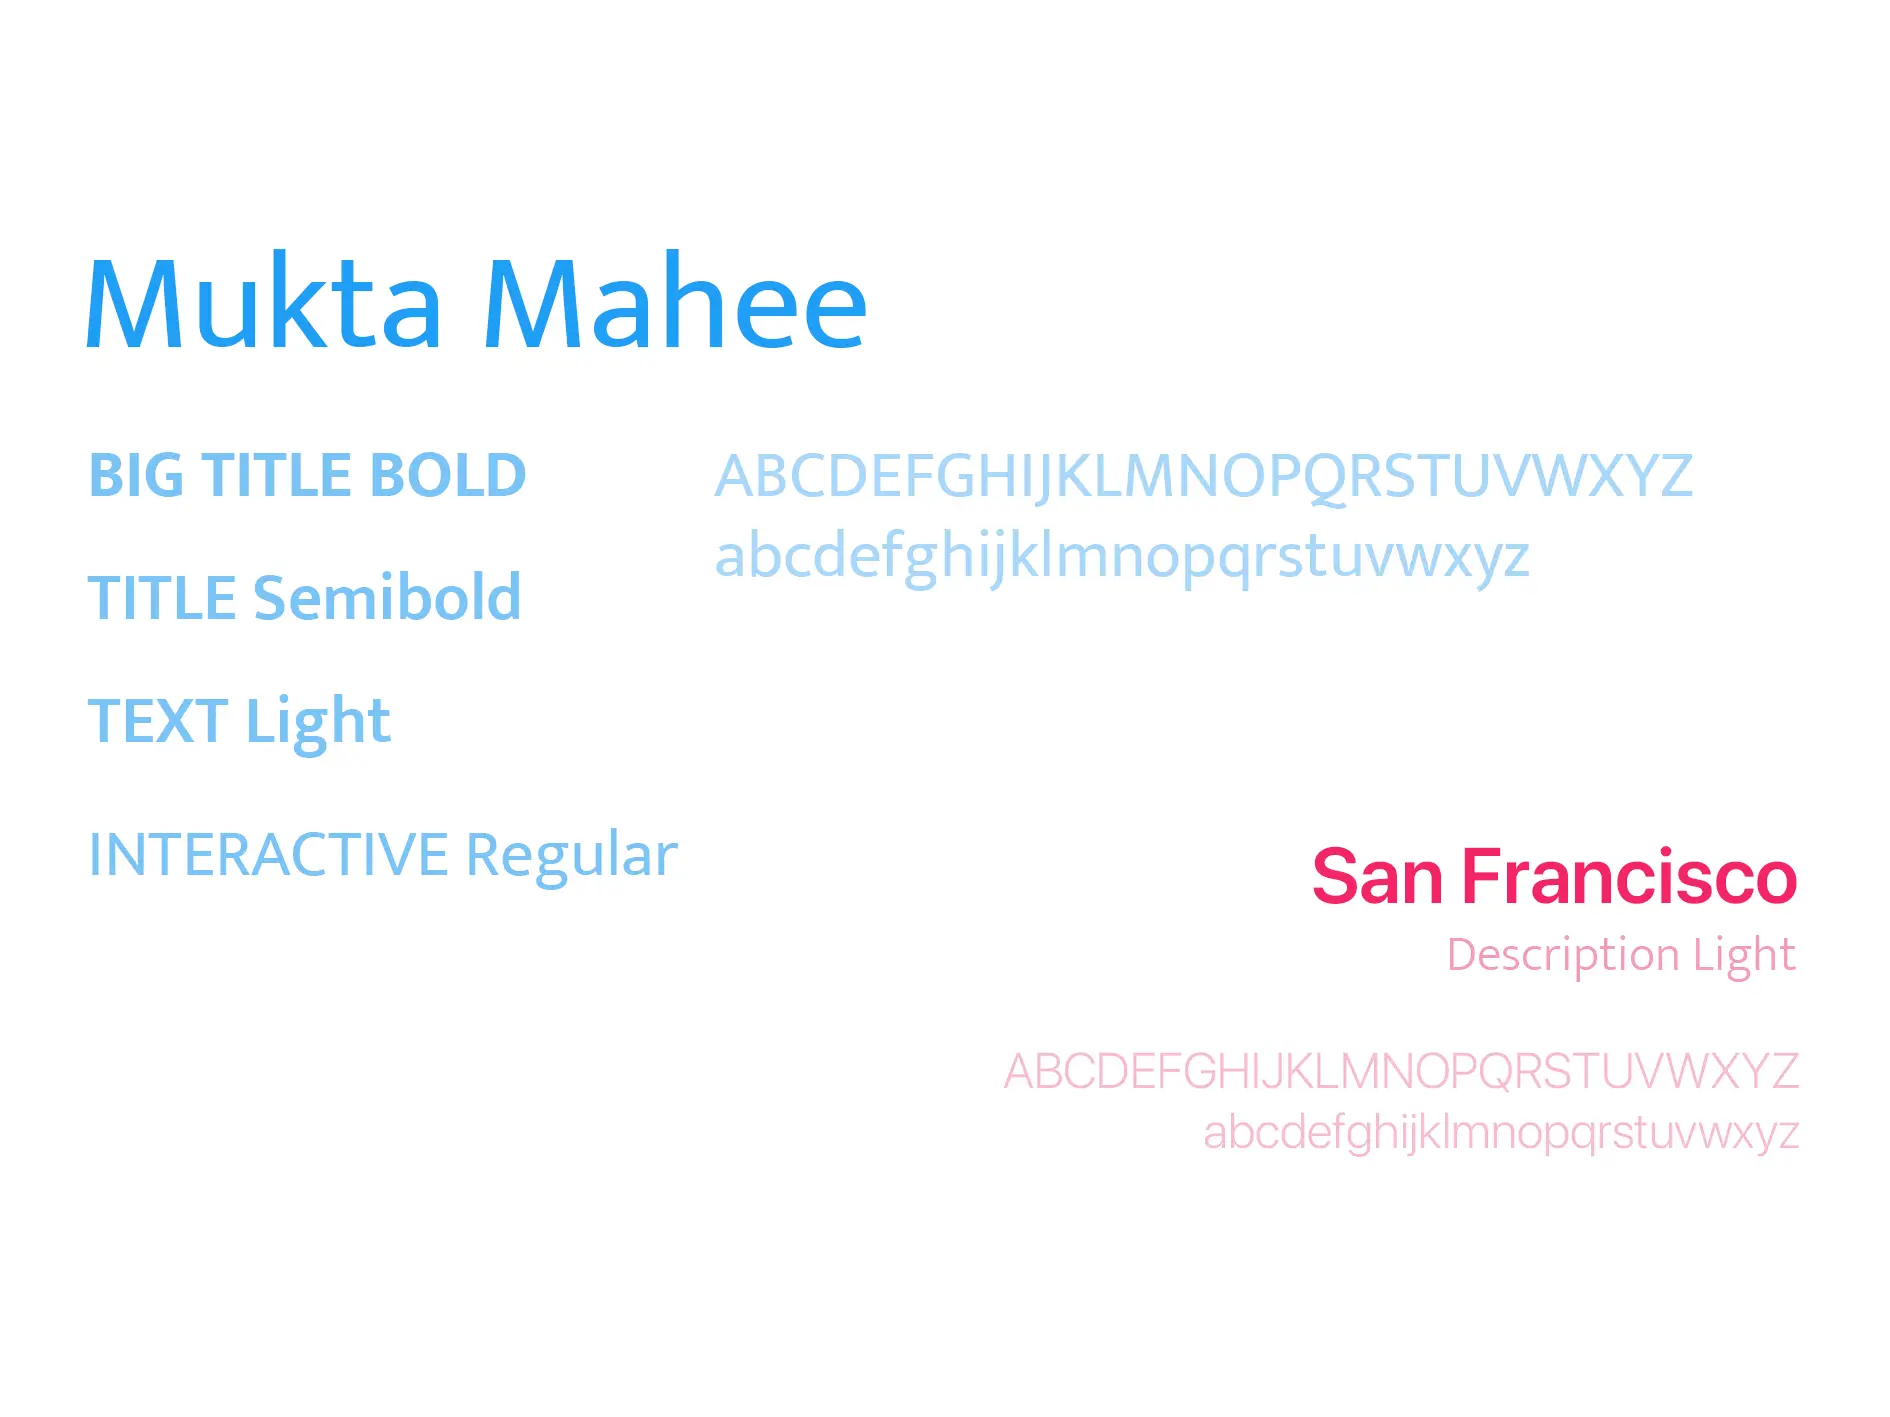 Mukta Mahee
BIG TITLE BOLD
TITLE Semibold
TEXT Light
INTERACTIVE Regular
ABCDEFGHIJKLMNOPQRSTUVWXYZ
abcdefghijklmnopqrstuvwxyz
San Francisco
Description Light
ABCDEFGHIJKLMNOPQRSTUVWXYZ
abcdefghijklmnopqrstuvwxyz